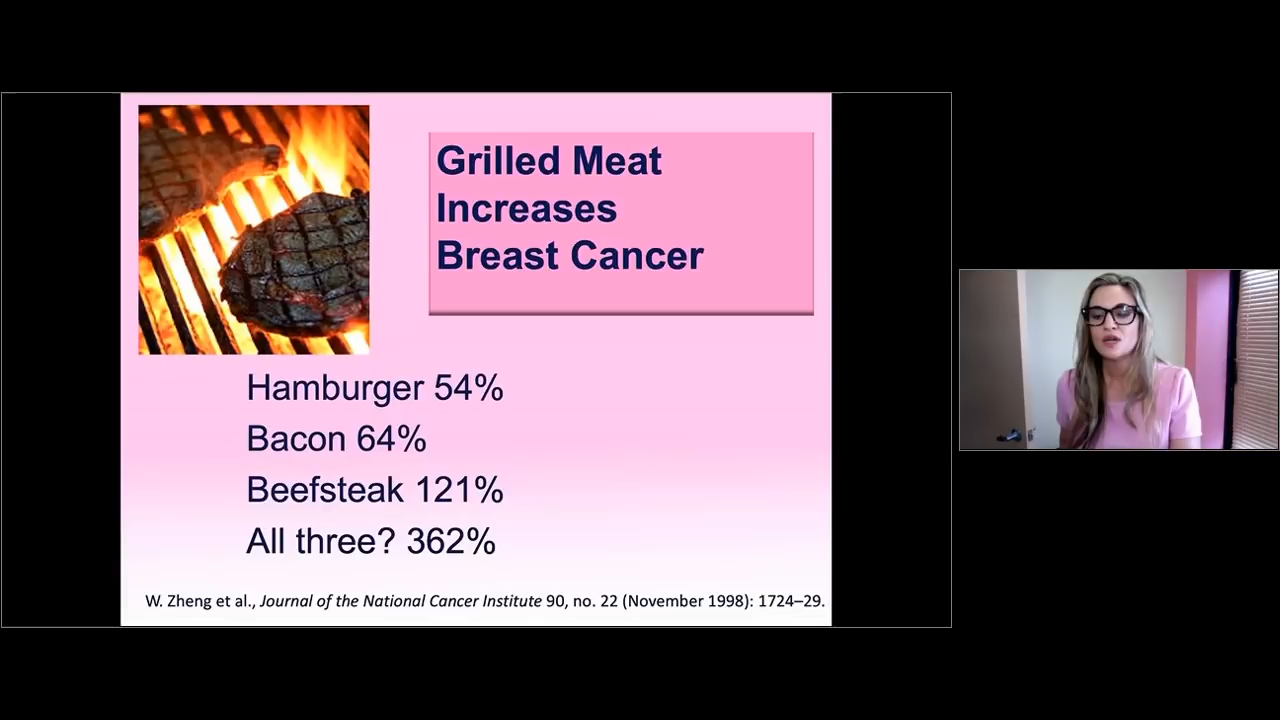 Grilled Meat
Increases
Breast Cancer
Hamburger 54%
Bacon 64%
Beefsteak 121%
All three? 362%
W. Zheng et al., Journal of the National Cancer Institute 90, no. 22 (November 1998): 1724–29.